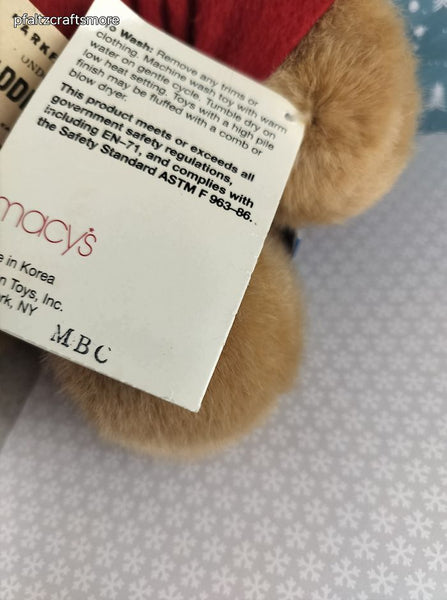 pfaltzcraftsmore
To Wash: Remove any trims or
clothing. Machine wash toy with warm
water on gentle cycle. Tumble dry on
low heat setting. Toys with a high pile
finish may be fluffed with a comb or
blow dryer.
This product meets or exceeds all
government safety regulations,
including EN-71, and complies with
the Safety Standard ASTM F 963-86.
macy's
in Korea
Toys, Inc.
NY
MBC